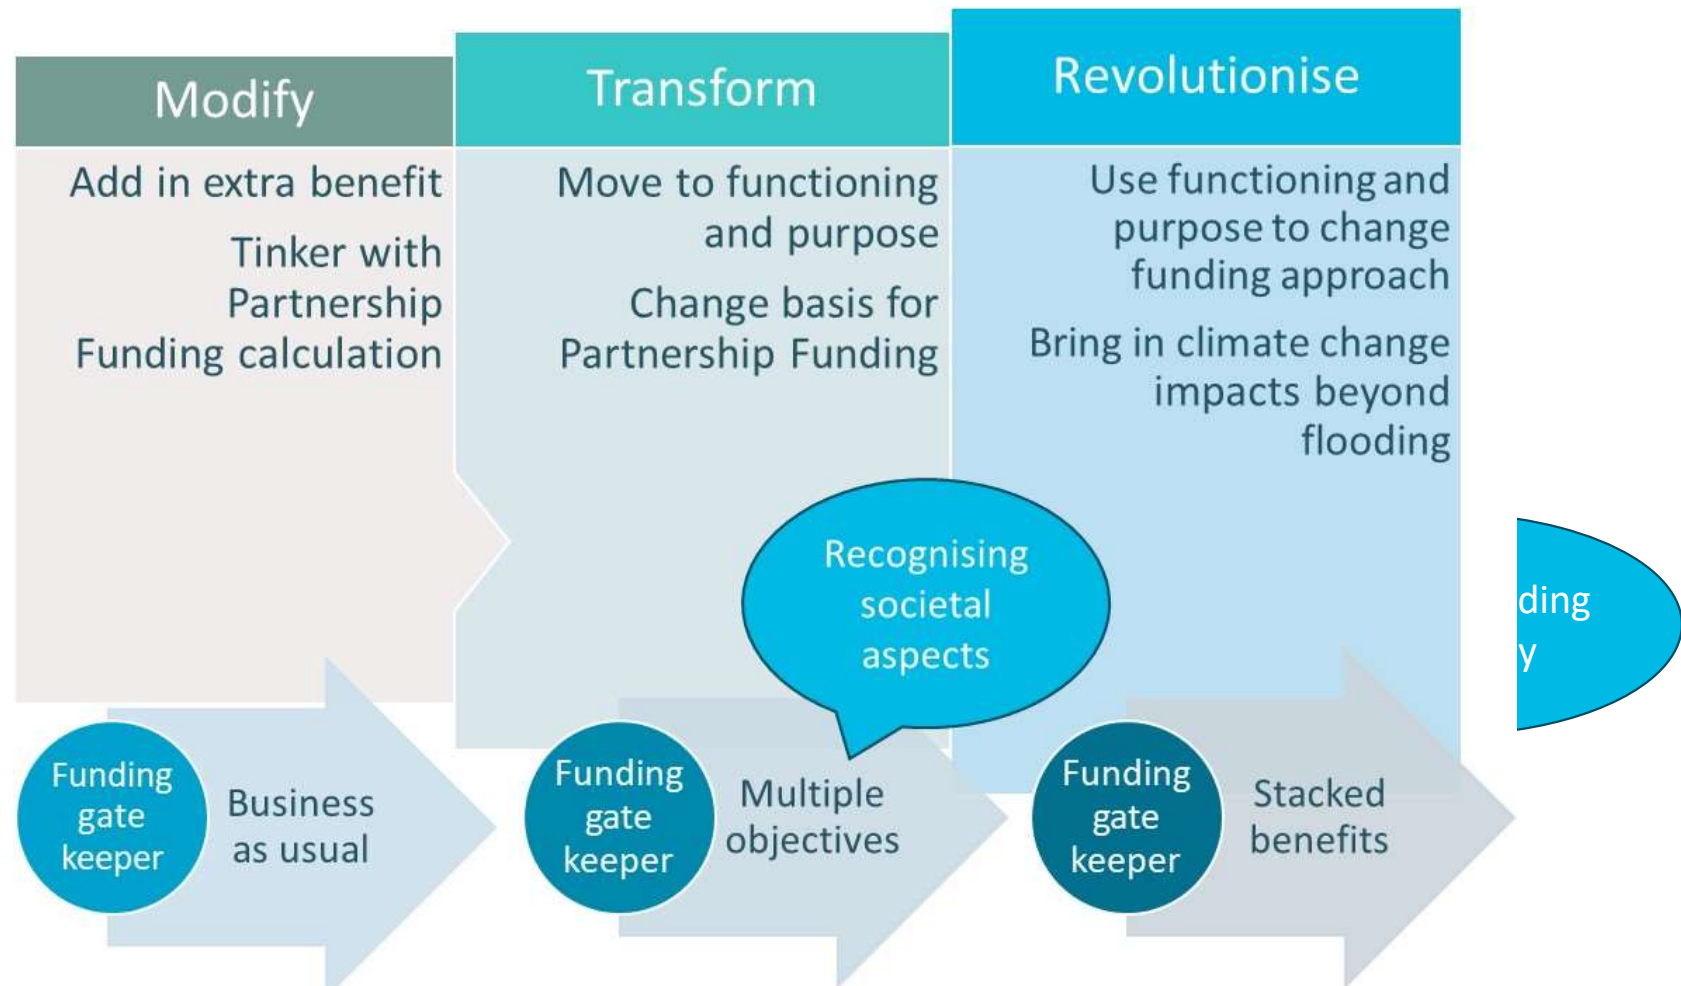 Modify
Transform
Revolutionise
Add in extra benefit
Tinker with
Partnership
Funding calculation
Move to functioning
and purpose
Change basis for
Partnership Funding
Use functioning and
purpose to change
funding approach
Bring in climate change
impacts beyond
flooding
Recognising
societal
aspects
ding
y
Funding
gate
keeper
Business
as usual
Funding
gate
keeper
Multiple
objectives
Funding
gate
keeper
Stacked
benefits